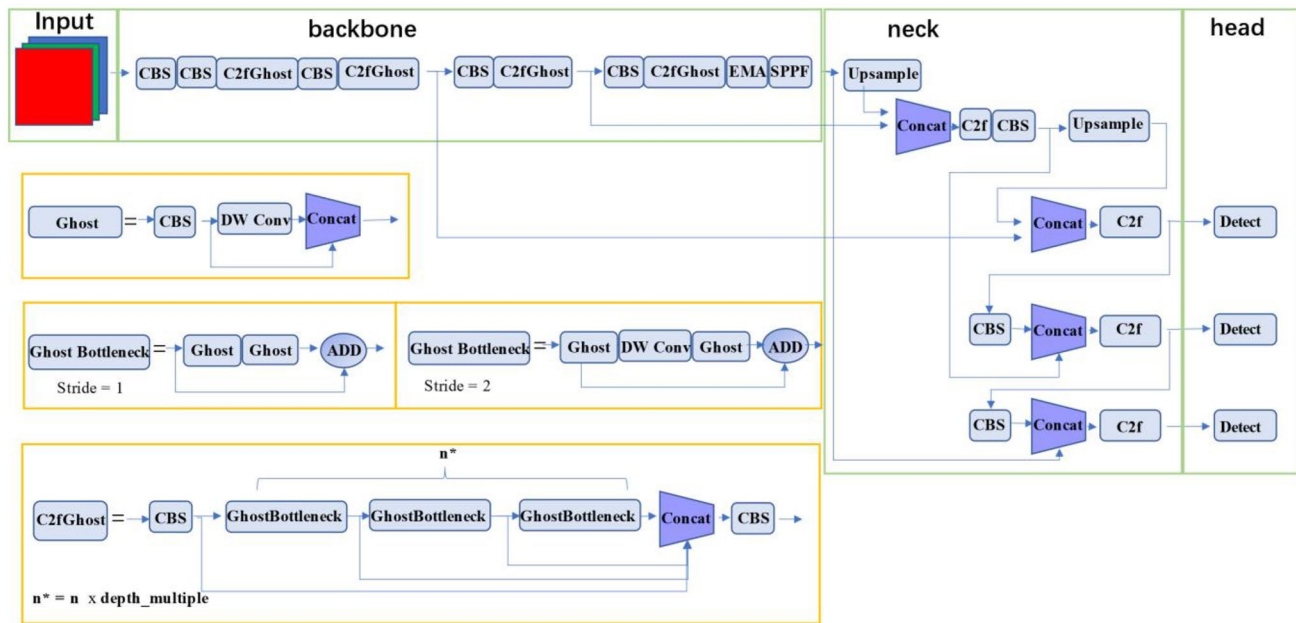 Input
backbone
neck
head
CBS CBS C2fGhost CBS C2fGhost
CBS C2fGhost
CBS C2fGhost EMA SPPF
Upsample
Concat
C2f CBS
Upsample
Ghost = CBS DW Conv Concat
Concat
C2f
Detect
CBS
Concat
C2f
Detect
CBS
Concat
C2f
Detect
Ghost Bottleneck = Ghost Ghost ADD
Stride = 1
Ghost Bottleneck = Ghost DW Conv Ghost ADD
Stride = 2
n*
C2fGhost = CBS GhostBottleneck GhostBottleneck GhostBottleneck Concat CBS
n* = n x depth_multiple